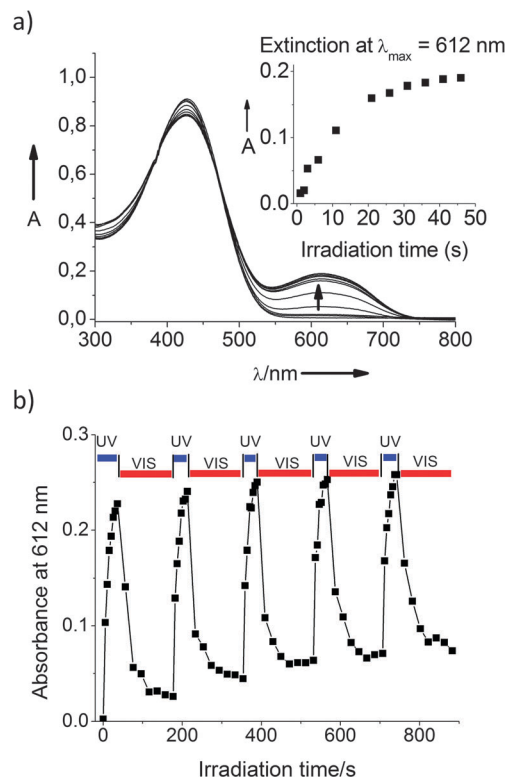 a)
Extinction at λmax = 612 nm
1,0
0,8
0,6
0,4
0,2
0,0
A
300 400 500 600 700 800
λ/nm
0.2
0.1
0.0
A
0 10 20 30 40 50
Irradiation time (s)
b)
UV UV UV UV UV
VIS VIS VIS VIS VIS
0.3
0.2
0.1
0.0
Absorbance at 612 nm
0 200 400 600 800
Irradiation time/s